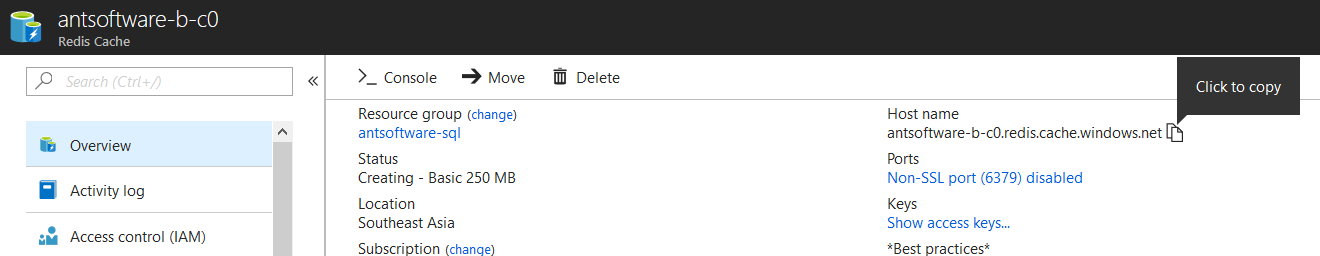 antsoftware-b-c0
Redis Cache
Search (Ctrl+/)
«
Overview
Activity log
Access control (IAM)
Console
Move
Delete
Resource group (change)
antsoftware-sql
Status
Creating - Basic 250 MB
Location
Southeast Asia
Subscription (change)
Click to copy
Host name
antsoftware-b-c0.redis.cache.windows.net
Ports
Non-SSL port (6379) disabled
Keys
Show access keys...
*Best practices*